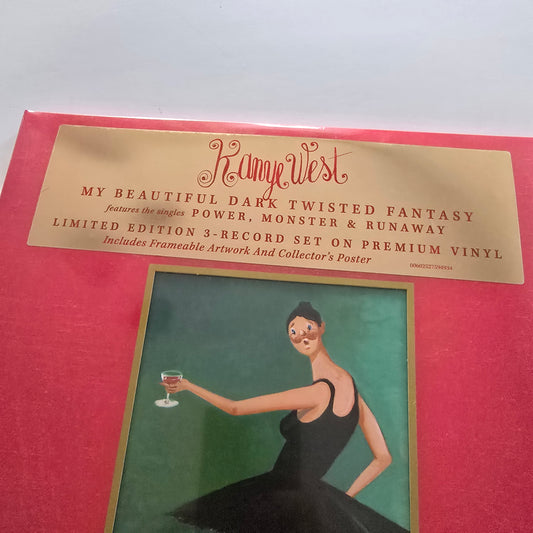 Kanye West
MY BEAUTIFUL DARK TWISTED FANTASY
features the singles POWER, MONSTER & RUNAWAY
LIMITED EDITION 3-RECORD SET ON PREMIUM VINYL
Includes Frameable Artwork And Collector's Poster